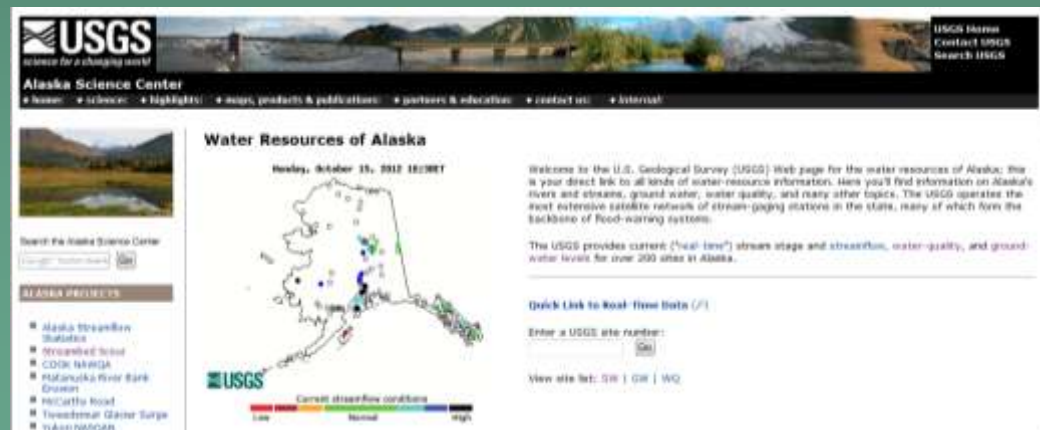 USGS
science for a changing world
USGS Home
Contact USGS
Search USGS
Alaska Science Center
home science highlights maps, products & publications partners & education contact us internal
Search the Alaska Science Center
Go
ALASKA PROJECTS
Alaska Streamflow
Statistics
Streambed Scour
COOK NAWQA
Matanuska River Bank
Erosion
McCarthy Road
Tweedsmuir Glacier Surge
Yukon NASQAN
Water Resources of Alaska
Monday, October 15, 2012 18:30ET
USGS
Current streamflow conditions
Low Normal High
Welcome to the U.S. Geological Survey (USGS) Web page for the water resources of Alaska; this
is your direct link to all kinds of water-resource information. Here you'll find information on Alaska's
rivers and streams, ground water, water quality, and many other topics. The USGS operates the
most extensive satellite network of stream-gaging stations in the state, many of which form the
backbone of flood-warning systems.
The USGS provides current ("real-time") stream stage and streamflow, water-quality, and ground-
water levels for over 200 sites in Alaska.
Quick Link to Real-Time Data
Enter a USGS site number:
Go
View site list: SW | GW | WQ